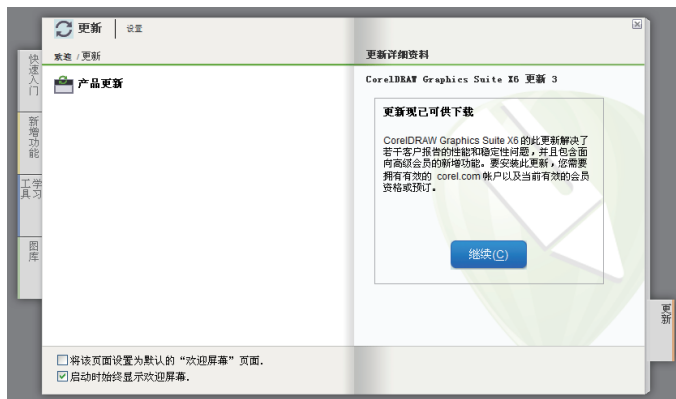 更新
设置
欢迎 / 更新
更新详细资料
快速入门
新增功能
学习工具
图库
产品更新
CorelDRAW Graphics Suite X6 更新 3
更新现已可供下载
CorelDRAW Graphics Suite X6 的此更新解决了
若干客户报告的性能和稳定性问题，并且包含面
向高级会员的新增功能。要安装此更新，您需要
拥有有效的 corel.com 帐户以及当前有效的会员
资格或预订。
继续(C)
更新
将该页面设置为默认的“欢迎屏幕”页面.
启动时始终显示欢迎屏幕.